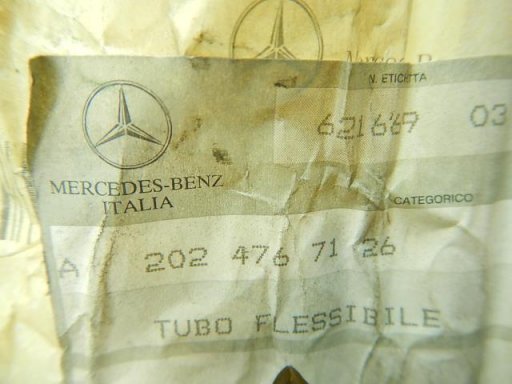 N. ETICHETTA
621669 03
MERCEDES-BENZ
ITALIA
CATEGORICO
A 202 476 71 26
TUBO FLESSIBILE